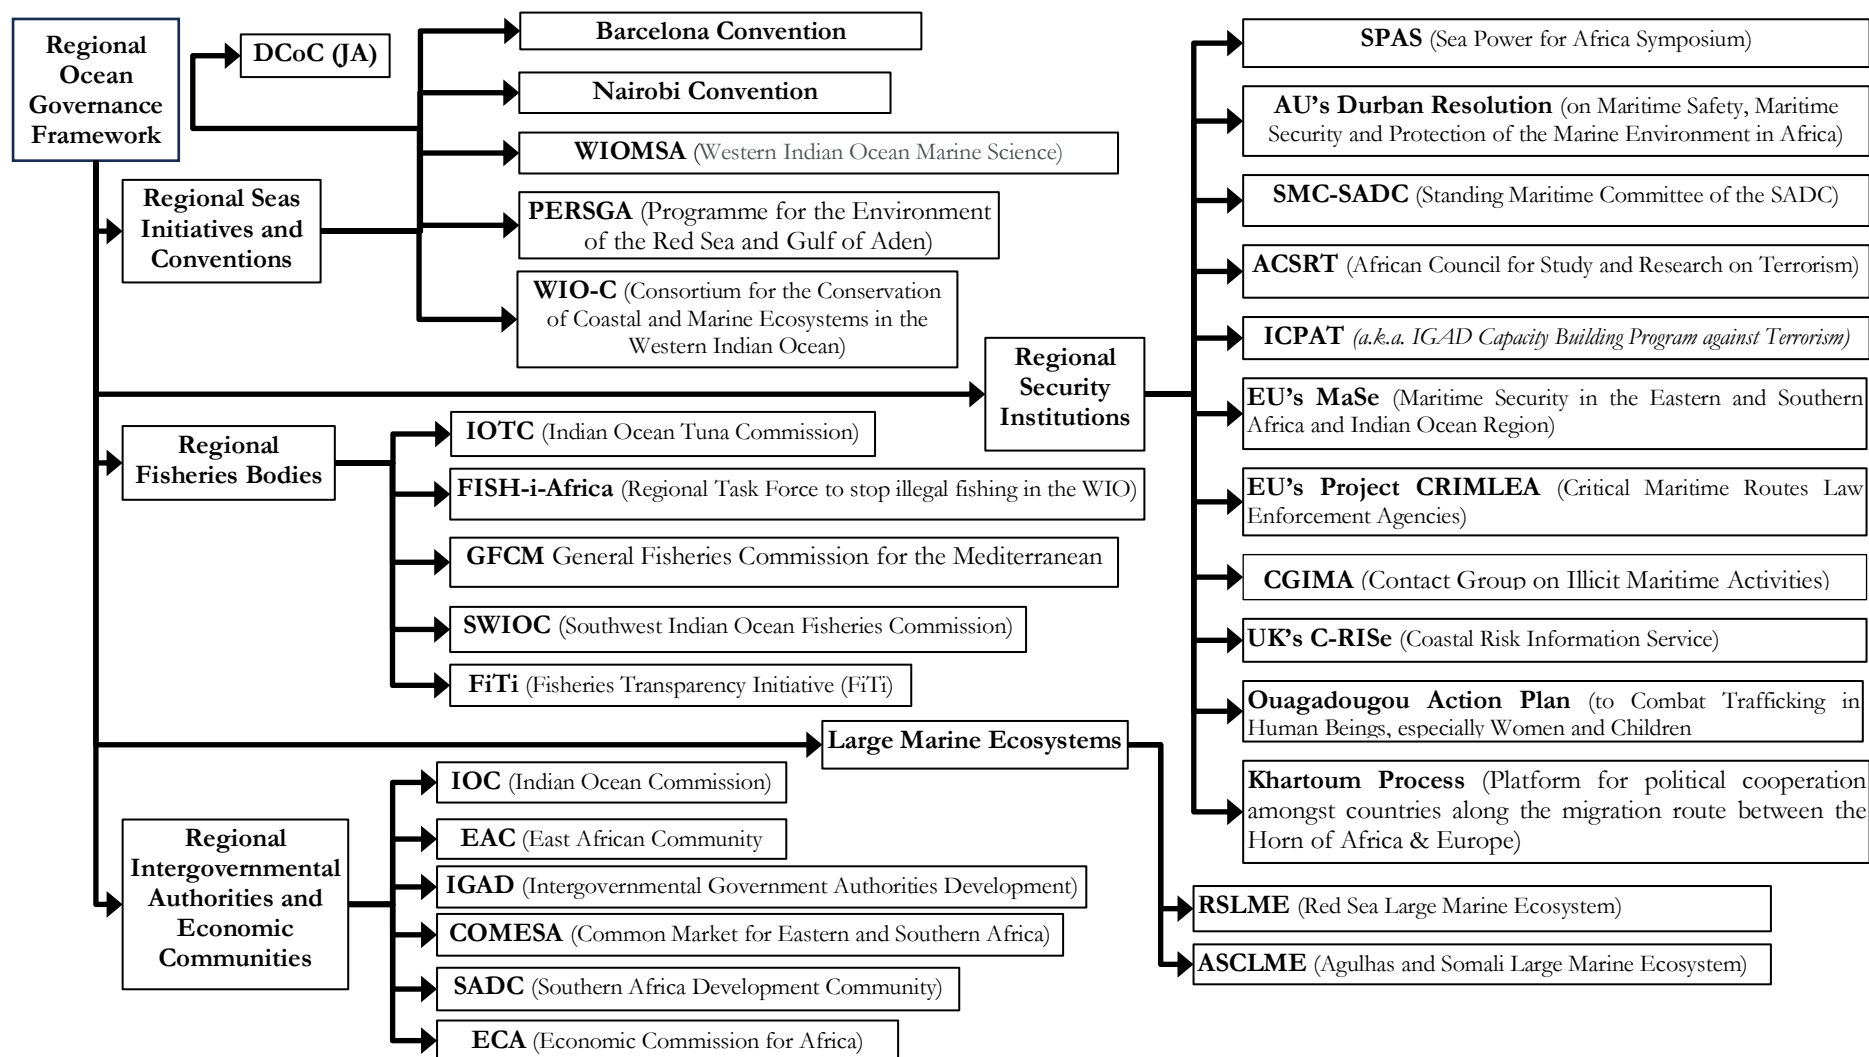 Regional
Ocean
Governance
Framework
DCoC (JA)
Regional Seas
Initiatives and
Conventions
Barcelona Convention
Nairobi Convention
WIOMSA (Western Indian Ocean Marine Science)
PERSGA (Programme for the Environment
of the Red Sea and Gulf of Aden)
WIO-C (Consortium for the Conservation
of Coastal and Marine Ecosystems in the
Western Indian Ocean)
Regional
Security
Institutions
SPAS (Sea Power for Africa Symposium)
AU's Durban Resolution (on Maritime Safety, Maritime
Security and Protection of the Marine Environment in Africa)
SMC-SADC (Standing Maritime Committee of the SADC)
ACSRT (African Council for Study and Research on Terrorism)
ICPAT (a.k.a. IGAD Capacity Building Program against Terrorism)
EU's MaSe (Maritime Security in the Eastern and Southern
Africa and Indian Ocean Region)
EU's Project CRIMLEA (Critical Maritime Routes Law
Enforcement Agencies)
CGIMA (Contact Group on Illicit Maritime Activities)
UK's C-RISe (Coastal Risk Information Service)
Ouagadougou Action Plan (to Combat Trafficking in
Human Beings, especially Women and Children
Khartoum Process (Platform for political cooperation
amongst countries along the migration route between the
Horn of Africa & Europe)
Regional
Fisheries Bodies
IOTC (Indian Ocean Tuna Commission)
FISH-i-Africa (Regional Task Force to stop illegal fishing in the WIO)
GFCM General Fisheries Commission for the Mediterranean
SWIOC (Southwest Indian Ocean Fisheries Commission)
FiTi (Fisheries Transparency Initiative (FiTi)
Large Marine Ecosystems
RSLME (Red Sea Large Marine Ecosystem)
ASCLME (Agulhas and Somali Large Marine Ecosystem)
Regional
Intergovernmental
Authorities and
Economic
Communities
IOC (Indian Ocean Commission)
EAC (East African Community
IGAD (Intergovernmental Government Authorities Development)
COMESA (Common Market for Eastern and Southern Africa)
SADC (Southern Africa Development Community)
ECA (Economic Commission for Africa)